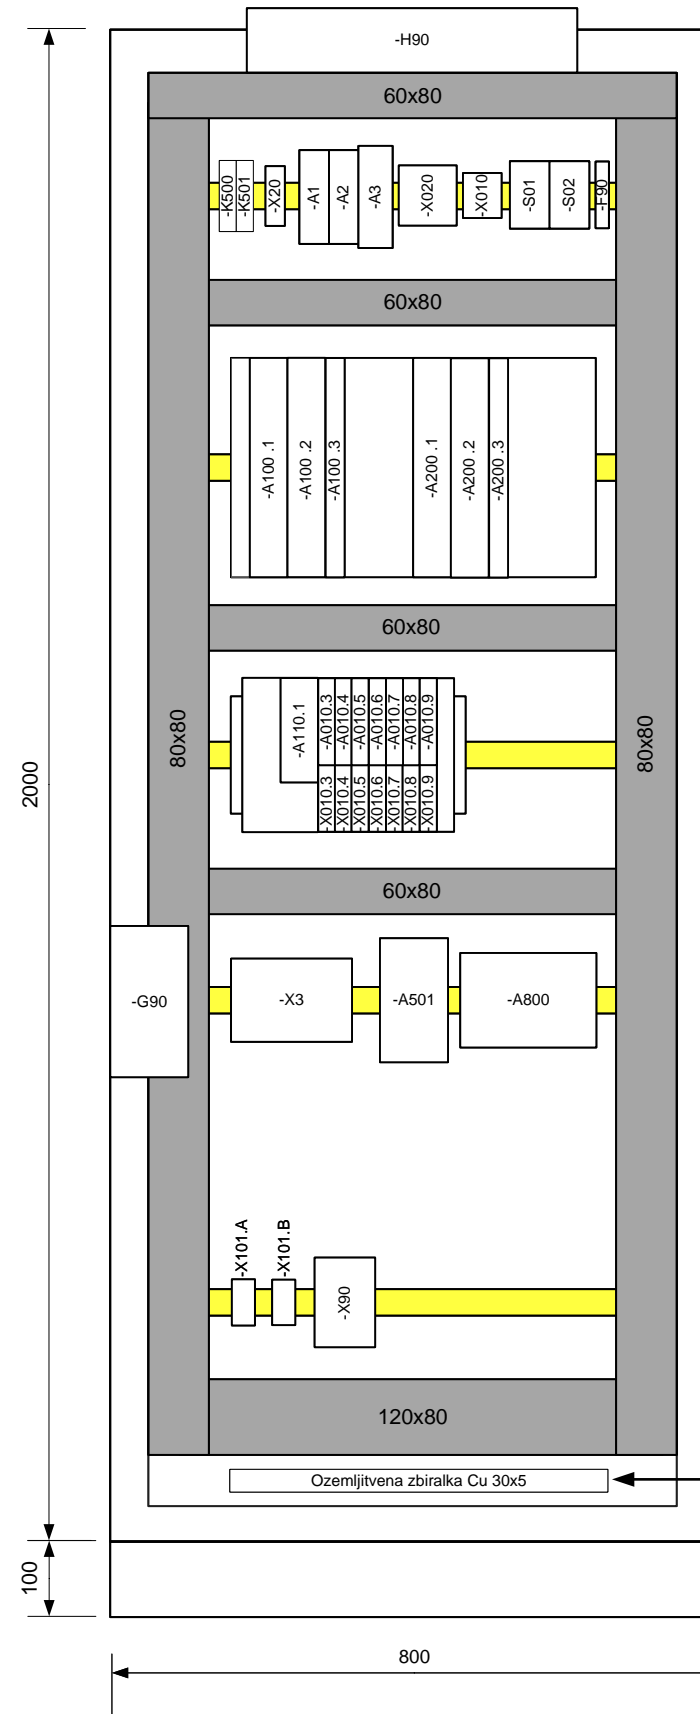 -H90
60x80
-K500
-K501
-X20
-A1
-A2
-A3
-X020
-X010
-S01
-S02
-F90
60x80
-A100 .1
-A100 .2
-A100 .3
-A200 .1
-A200 .2
-A200 .3
60x80
80x80
80x80
2000
-A110.1
-A010.3
-A010.4
-A010.5
-A010.6
-A010.7
-A010.8
-A010.9
-X010.3
-X010.4
-X010.5
-X010.6
-X010.7
-X010.8
-X010.9
60x80
-G90
-X3
-A501
-A800
-X101.A
-X101.B
-X90
120x80
Ozemljitvena zbiralka Cu 30x5
100
800